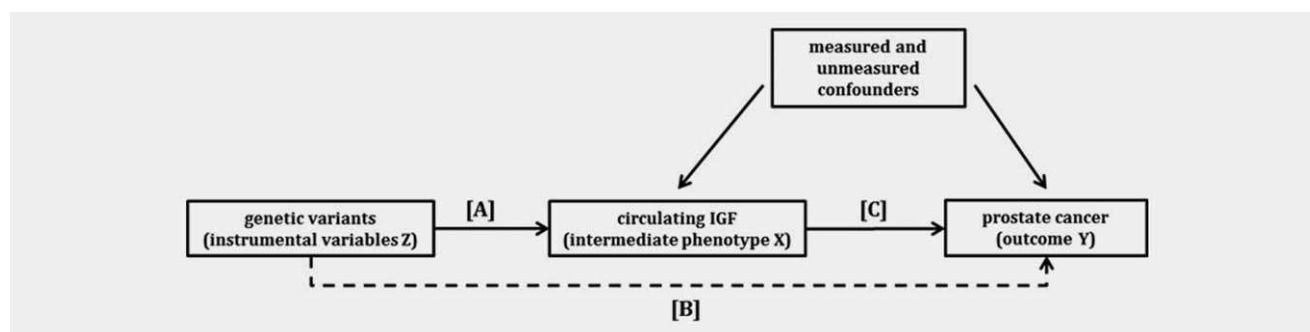 measured and
unmeasured
confounders
genetic variants
(instrumental variables Z)
[A]
circulating IGF
(intermediate phenotype X)
[C]
prostate cancer
(outcome Y)
[B]